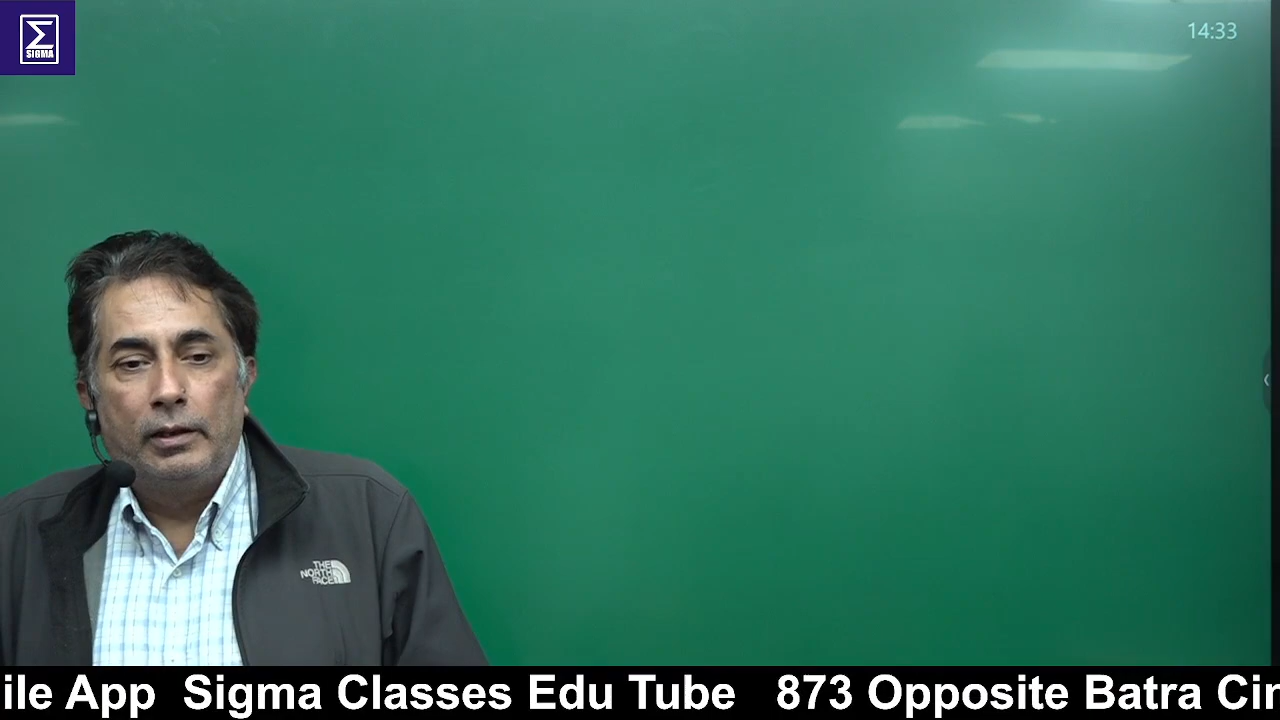 SIGMA
14:33
THE
NORTH
FACE
ile App Sigma Classes Edu Tube 873 Opposite Batra Cin